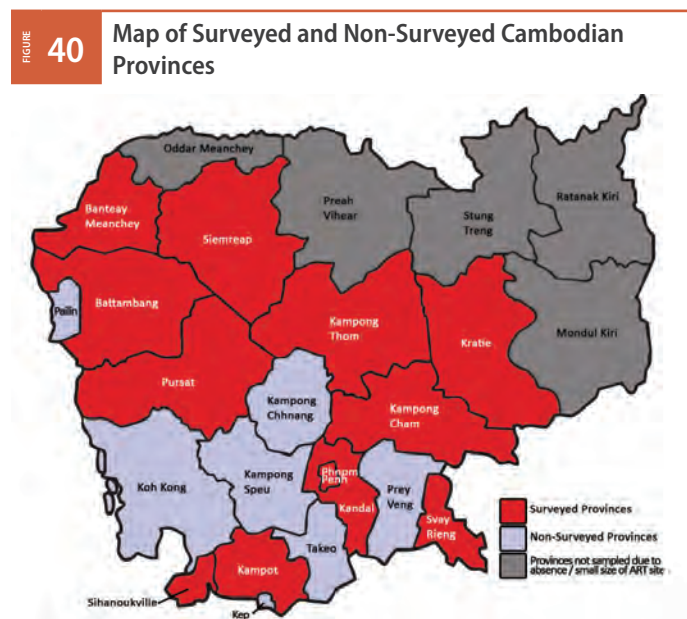 FIGURE
40
Map of Surveyed and Non-Surveyed Cambodian
Provinces
Oddar Meanchey
Preah
Vihear
Stung
Treng
Ratanak Kiri
Banteay
Meanchey
Siemreap
Battambang
Pailin
Kampong
Thom
Kratie
Mondul Kiri
Pursat
Kampong
Chhnang
Kampong
Cham
Koh Kong
Kampong
Speu
Phnpm
Penh
Kandal
Prey
Veng
Svay
Rieng
Takeo
Kampot
Sihanoukville
Kep
Surveyed Provinces
Non-Surveyed Provinces
Provinces not sampled due to
absence / small size of ART site